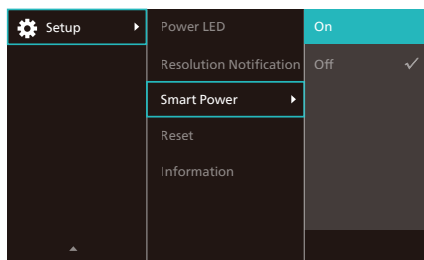 Setup
Power LED
Resolution Notification
Smart Power
Reset
Information
On
Off